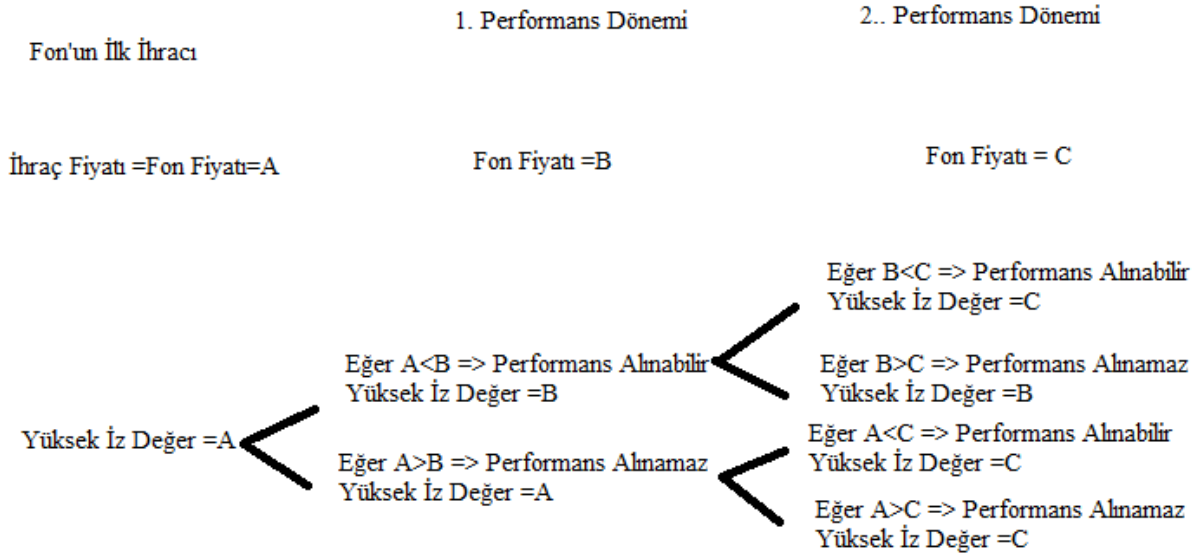 1. Performans Dönemi
2.. Performans Dönemi
Fon'un İlk İhracı
İhraç Fiyatı =Fon Fiyatı=A
Fon Fiyatı =B
Fon Fiyatı = C
Eğer B<C => Performans Alınabilir
Yüksek İz Değer =C
Eğer A<B => Performans Alınabilir
Yüksek İz Değer =B
Eğer B>C => Performans Alınamaz
Yüksek İz Değer =B
Yüksek İz Değer =A
Eğer A<C => Performans Alınabilir
Yüksek İz Değer =C
Eğer A>B => Performans Alınamaz
Yüksek İz Değer =A
Eğer A>C => Performans Alınamaz
Yüksek İz Değer =C